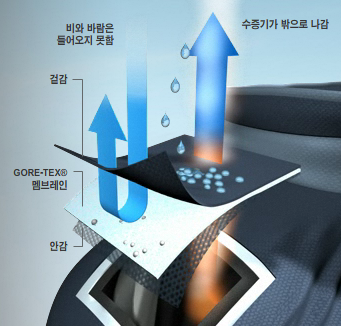 비와 바람은
들어오지 못함
수증기가 밖으로 나감
겉감
GORE-TEX®
멤브레인
안감